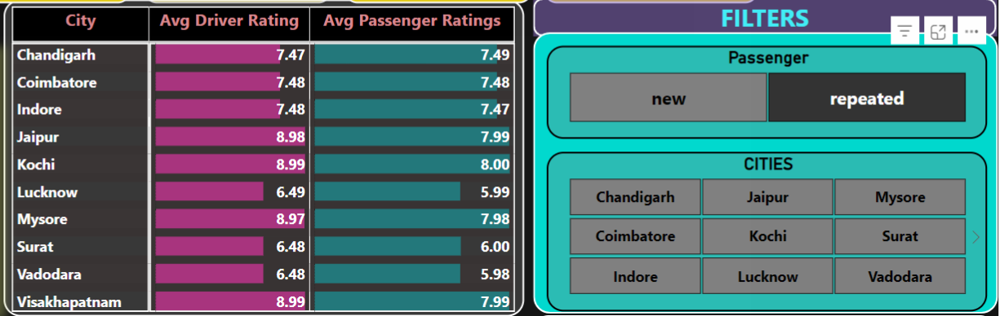 City Avg Driver Rating Avg Passenger Ratings
Chandigarh 7.47 7.49
Coimbatore 7.48 7.48
Indore 7.48 7.47
Jaipur 8.98 7.99
Kochi 8.99 8.00
Lucknow 6.49 5.99
Mysore 8.97 7.98
Surat 6.48 6.00
Vadodara 6.48 5.98
Visakhapatnam 8.99 7.99
FILTERS
Passenger
new repeated
CITIES
Chandigarh Jaipur Mysore
Coimbatore Kochi Surat
Indore Lucknow Vadodara